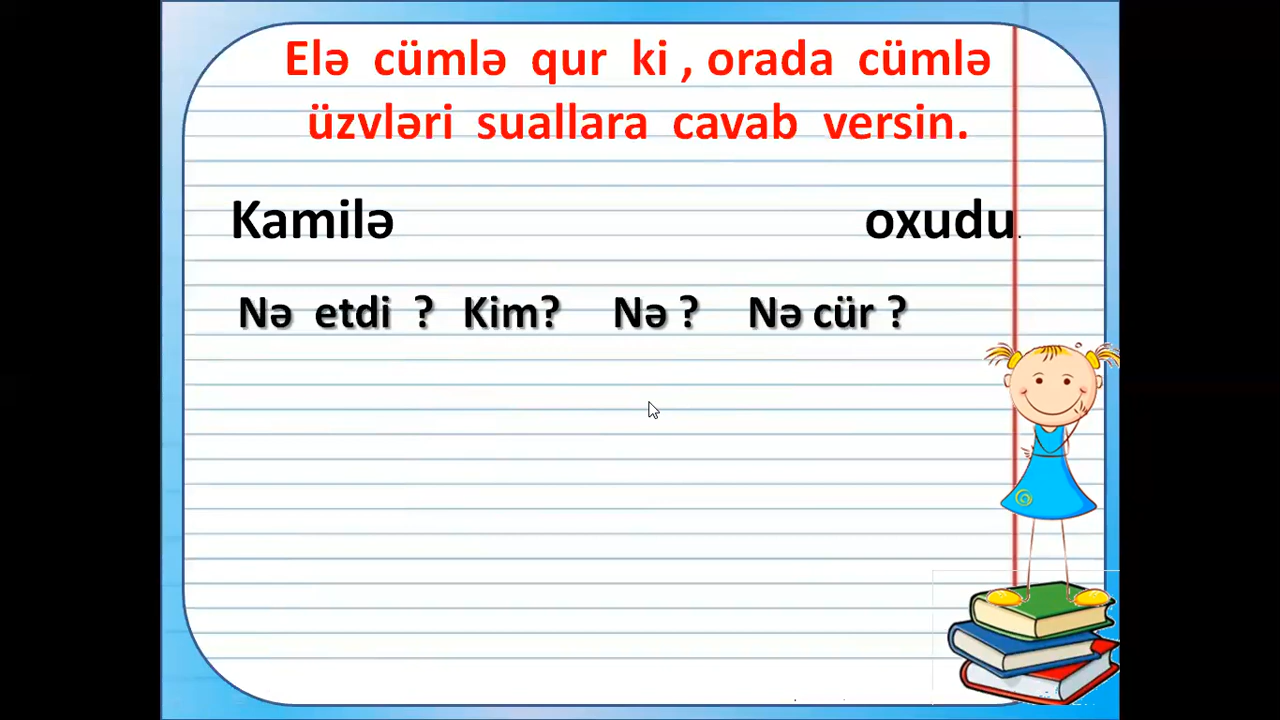 Elə cümlə qur ki , orada cümlə
üzvləri suallara cavab versin.
Kamilə oxudu.
Nə etdi ? Kim? Nə ? Nə cür ?